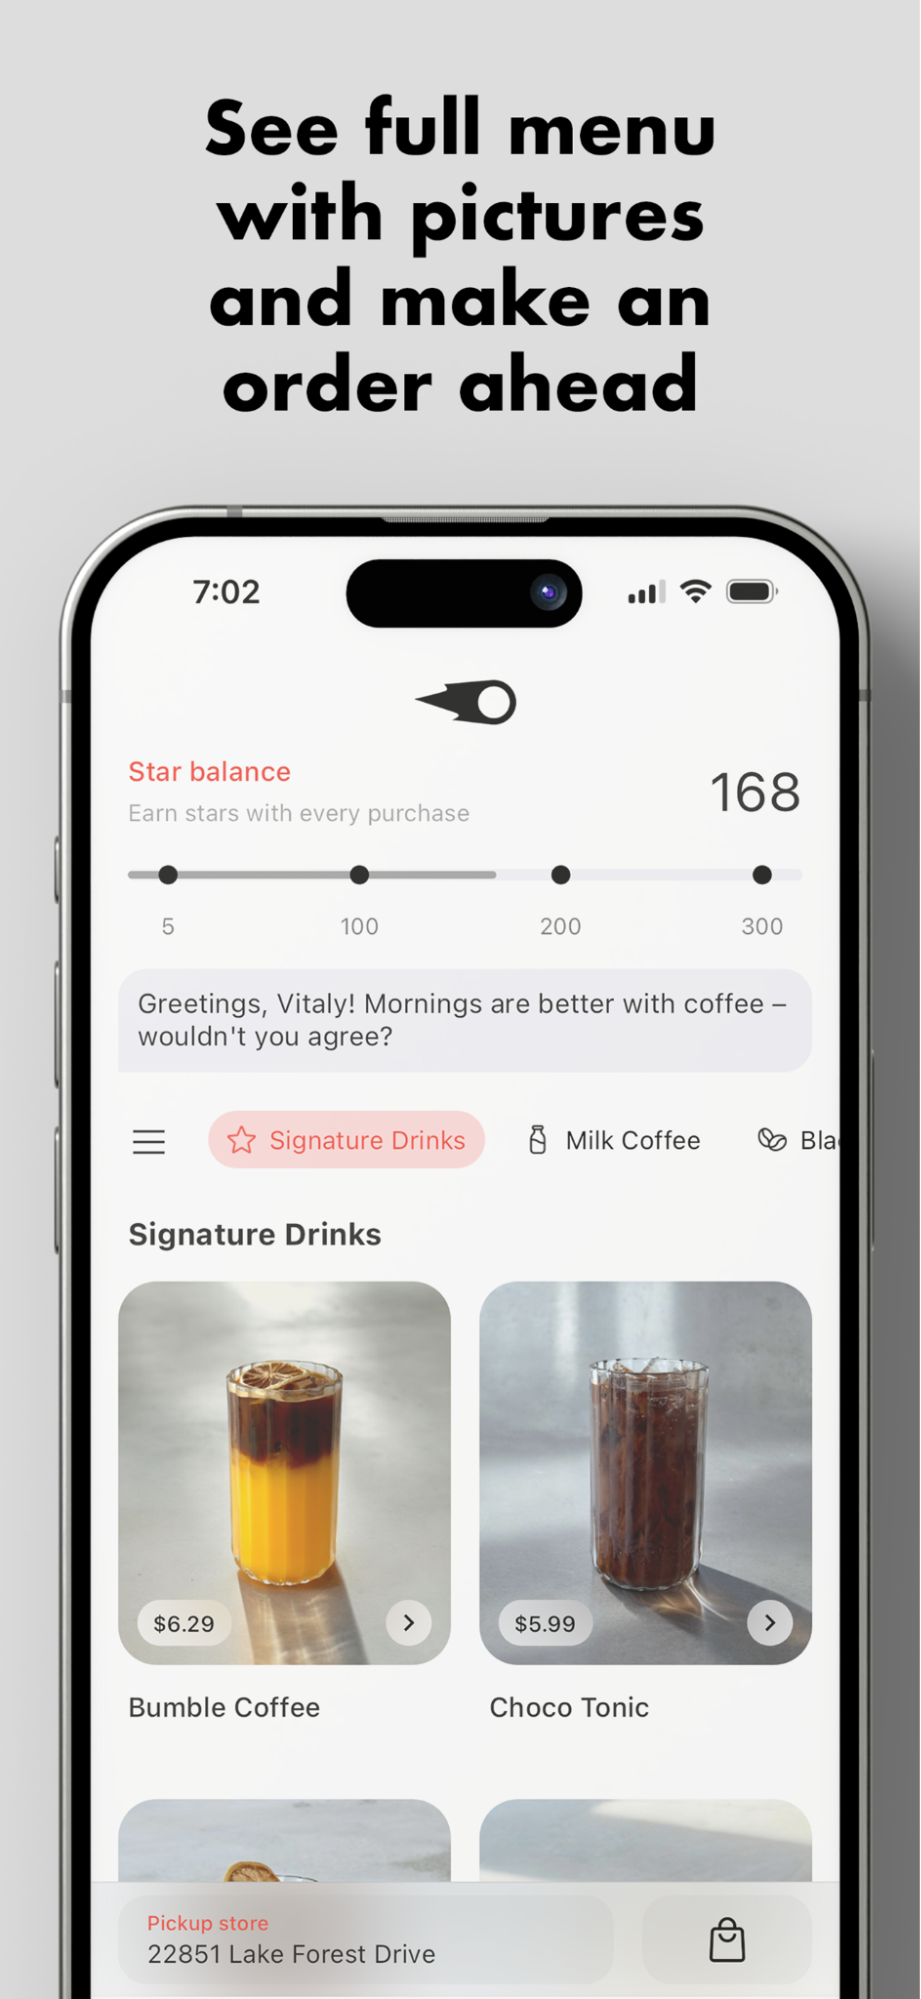 See full menu
with pictures
and make an
order ahead
7:02
Star balance
168
Earn stars with every purchase
5 100 200 300
Greetings, Vitaly! Mornings are better with coffee –
wouldn't you agree?
Signature Drinks Milk Coffee Bla
Signature Drinks
$6.29 $5.99
Bumble Coffee Choco Tonic
Pickup store
22851 Lake Forest Drive